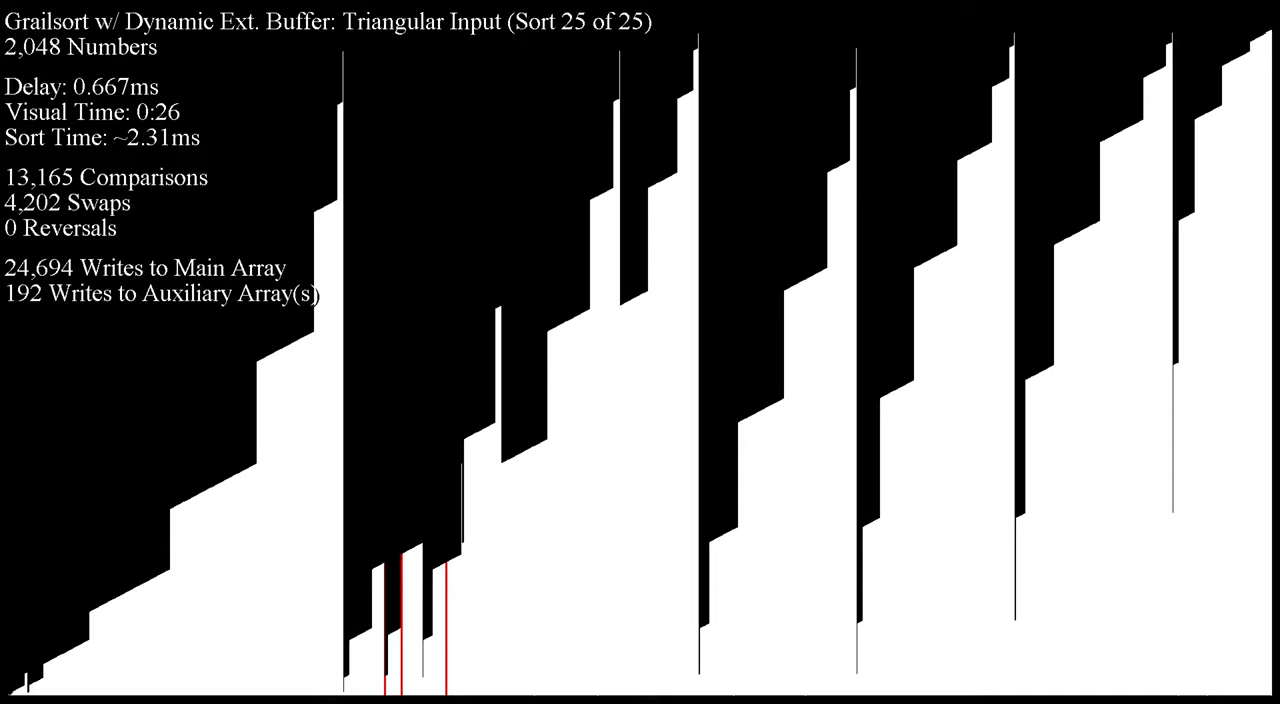 Grailsort w/ Dynamic Ext. Buffer: Triangular Input (Sort 25 of 25)
2,048 Numbers
Delay: 0.667ms
Visual Time: 0:26
Sort Time: ~2.31ms
13,165 Comparisons
4,202 Swaps
0 Reversals
24,694 Writes to Main Array
192 Writes to Auxiliary Array(s)